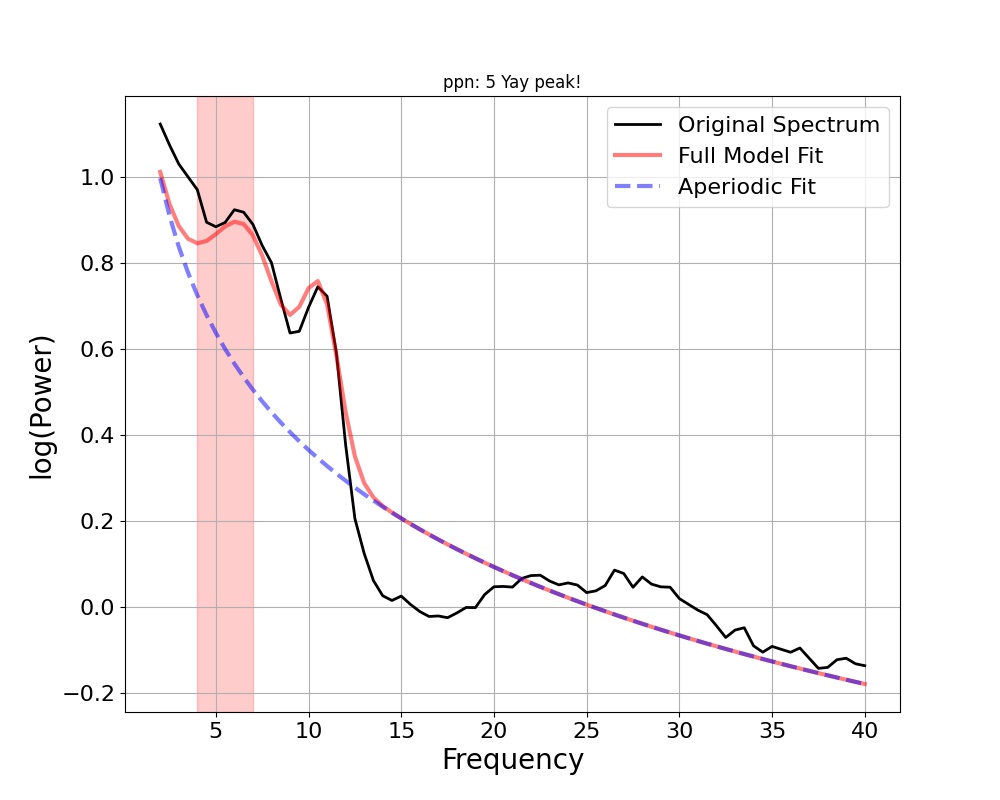 ppn: 5 Yay peak!
Original Spectrum
Full Model Fit
Aperiodic Fit
log(Power)
1.0
0.8
0.6
0.4
0.2
0.0
−0.2
5 10 15 20 25 30 35 40
Frequency